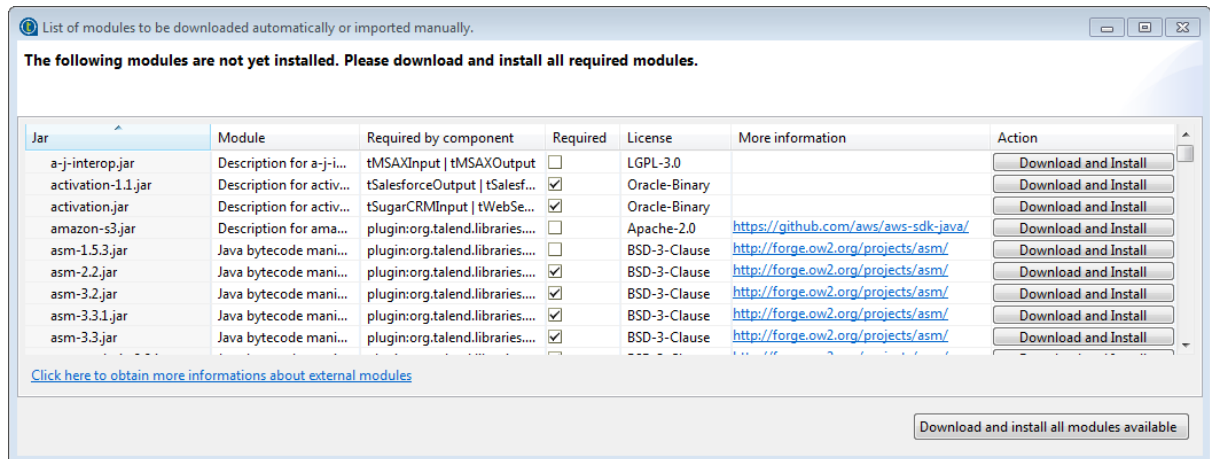 List of modules to be downloaded automatically or imported manually.
The following modules are not yet installed. Please download and install all required modules.
Jar Module Required by component Required License More information Action
a-j-interop.jar Description for a-j-i... tMSAXInput | tMSAXOutput LGPL-3.0 Download and Install
activation-1.1.jar Description for activ... tSalesforceOutput | tSalesf... Oracle-Binary Download and Install
activation.jar Description for activ... tSugarCRMInput | tWebSe... Oracle-Binary Download and Install
amazon-s3.jar Description for ama... plugin:org.talend.libraries.... Apache-2.0 https://github.com/aws/aws-sdk-java/ Download and Install
asm-1.5.3.jar Java bytecode mani... plugin:org.talend.libraries.... BSD-3-Clause http://forge.ow2.org/projects/asm/ Download and Install
asm-2.2.jar Java bytecode mani... plugin:org.talend.libraries.... BSD-3-Clause http://forge.ow2.org/projects/asm/ Download and Install
asm-3.2.jar Java bytecode mani... plugin:org.talend.libraries.... BSD-3-Clause http://forge.ow2.org/projects/asm/ Download and Install
asm-3.3.1.jar Java bytecode mani... plugin:org.talend.libraries.... BSD-3-Clause http://forge.ow2.org/projects/asm/ Download and Install
asm-3.3.jar Java bytecode mani... plugin:org.talend.libraries.... BSD-3-Clause http://forge.ow2.org/projects/asm/ Download and Install
Click here to obtain more informations about external modules
Download and install all modules available